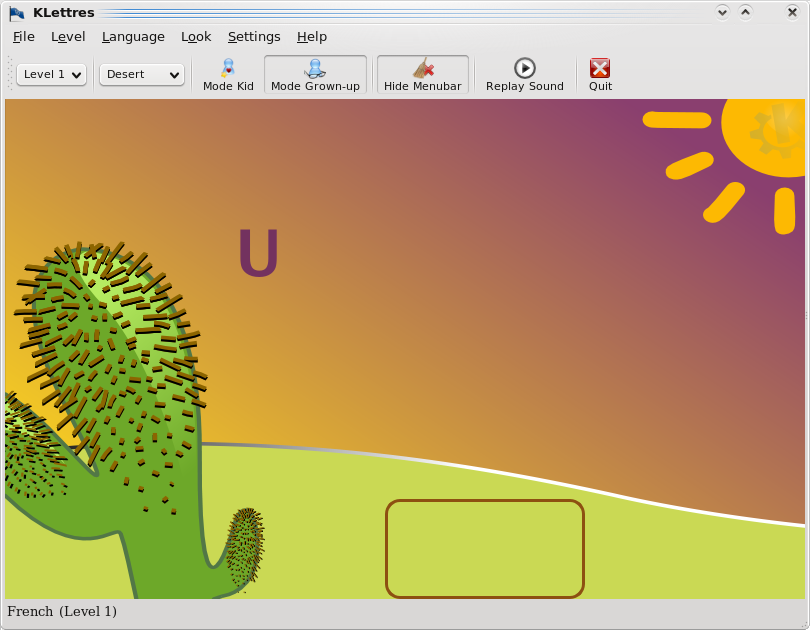 KLettres
File Level Language Look Settings Help
Level 1 Desert Mode Kid Mode Grown-up Hide Menubar Replay Sound Quit
U
French (Level 1)